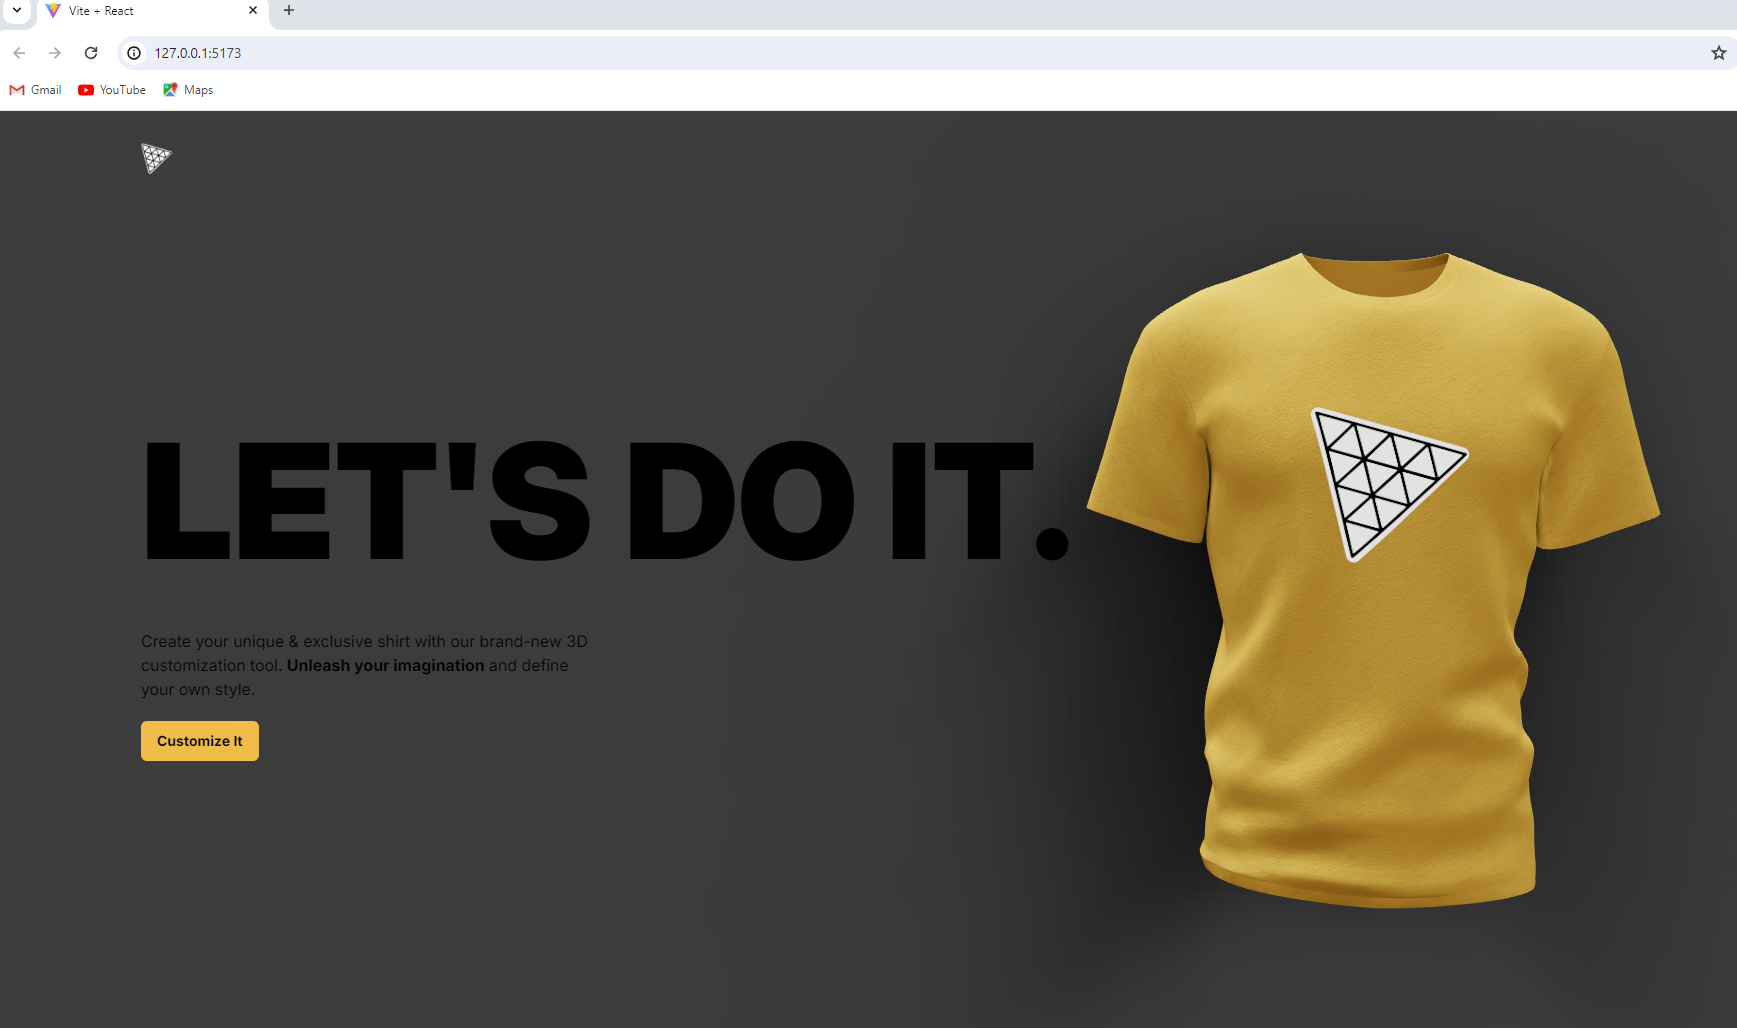 Vite + React
127.0.0.1:5173
Gmail YouTube Maps
LET'S DO IT.
Create your unique & exclusive shirt with our brand-new 3D
customization tool. Unleash your imagination and define
your own style.
Customize It